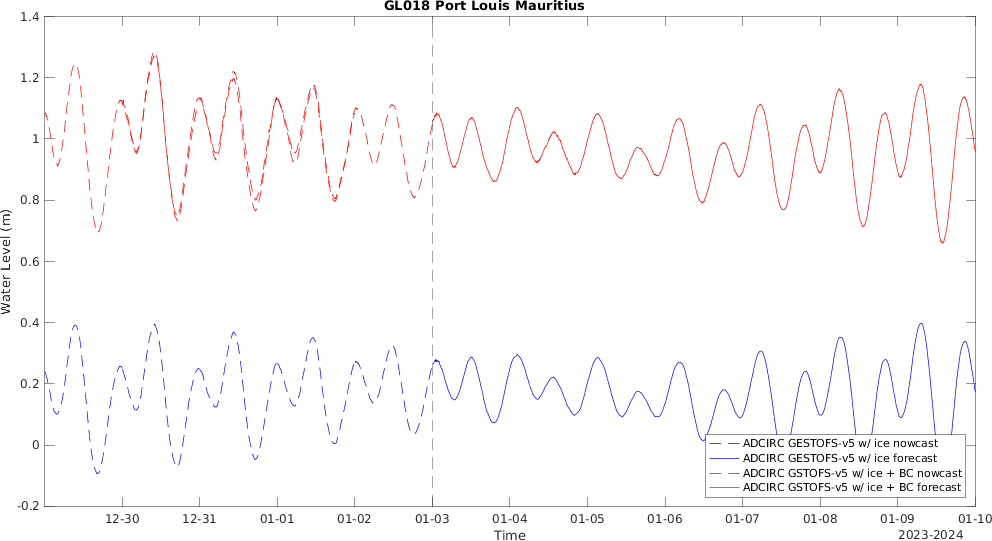 GL018 Port Louis Mauritius
1.4
1.2
1
0.8
0.6
0.4
0.2
0
-0.2
Water Level (m)
12-30 12-31 01-01 01-02 01-03 01-04 01-05 01-06 01-07 01-08 01-09 01-10
Time
2023-2024
ADCIRC GESTOFS-v5 w/ ice nowcast
ADCIRC GESTOFS-v5 w/ ice forecast
ADCIRC GSTOFS-v5 w/ ice + BC nowcast
ADCIRC GSTOFS-v5 w/ ice + BC forecast